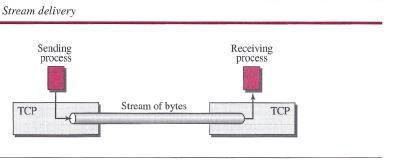 Stream delivery
Sending
process
Receiving
process
TCP
Stream of bytes
TCP